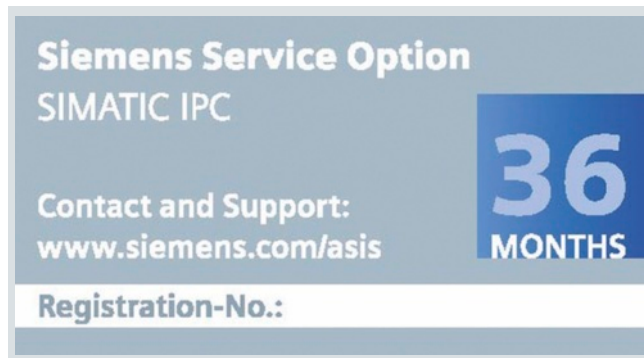 Siemens Service Option
SIMATIC IPC
36
MONTHS
Contact and Support:
www.siemens.com/asis
Registration-No.: